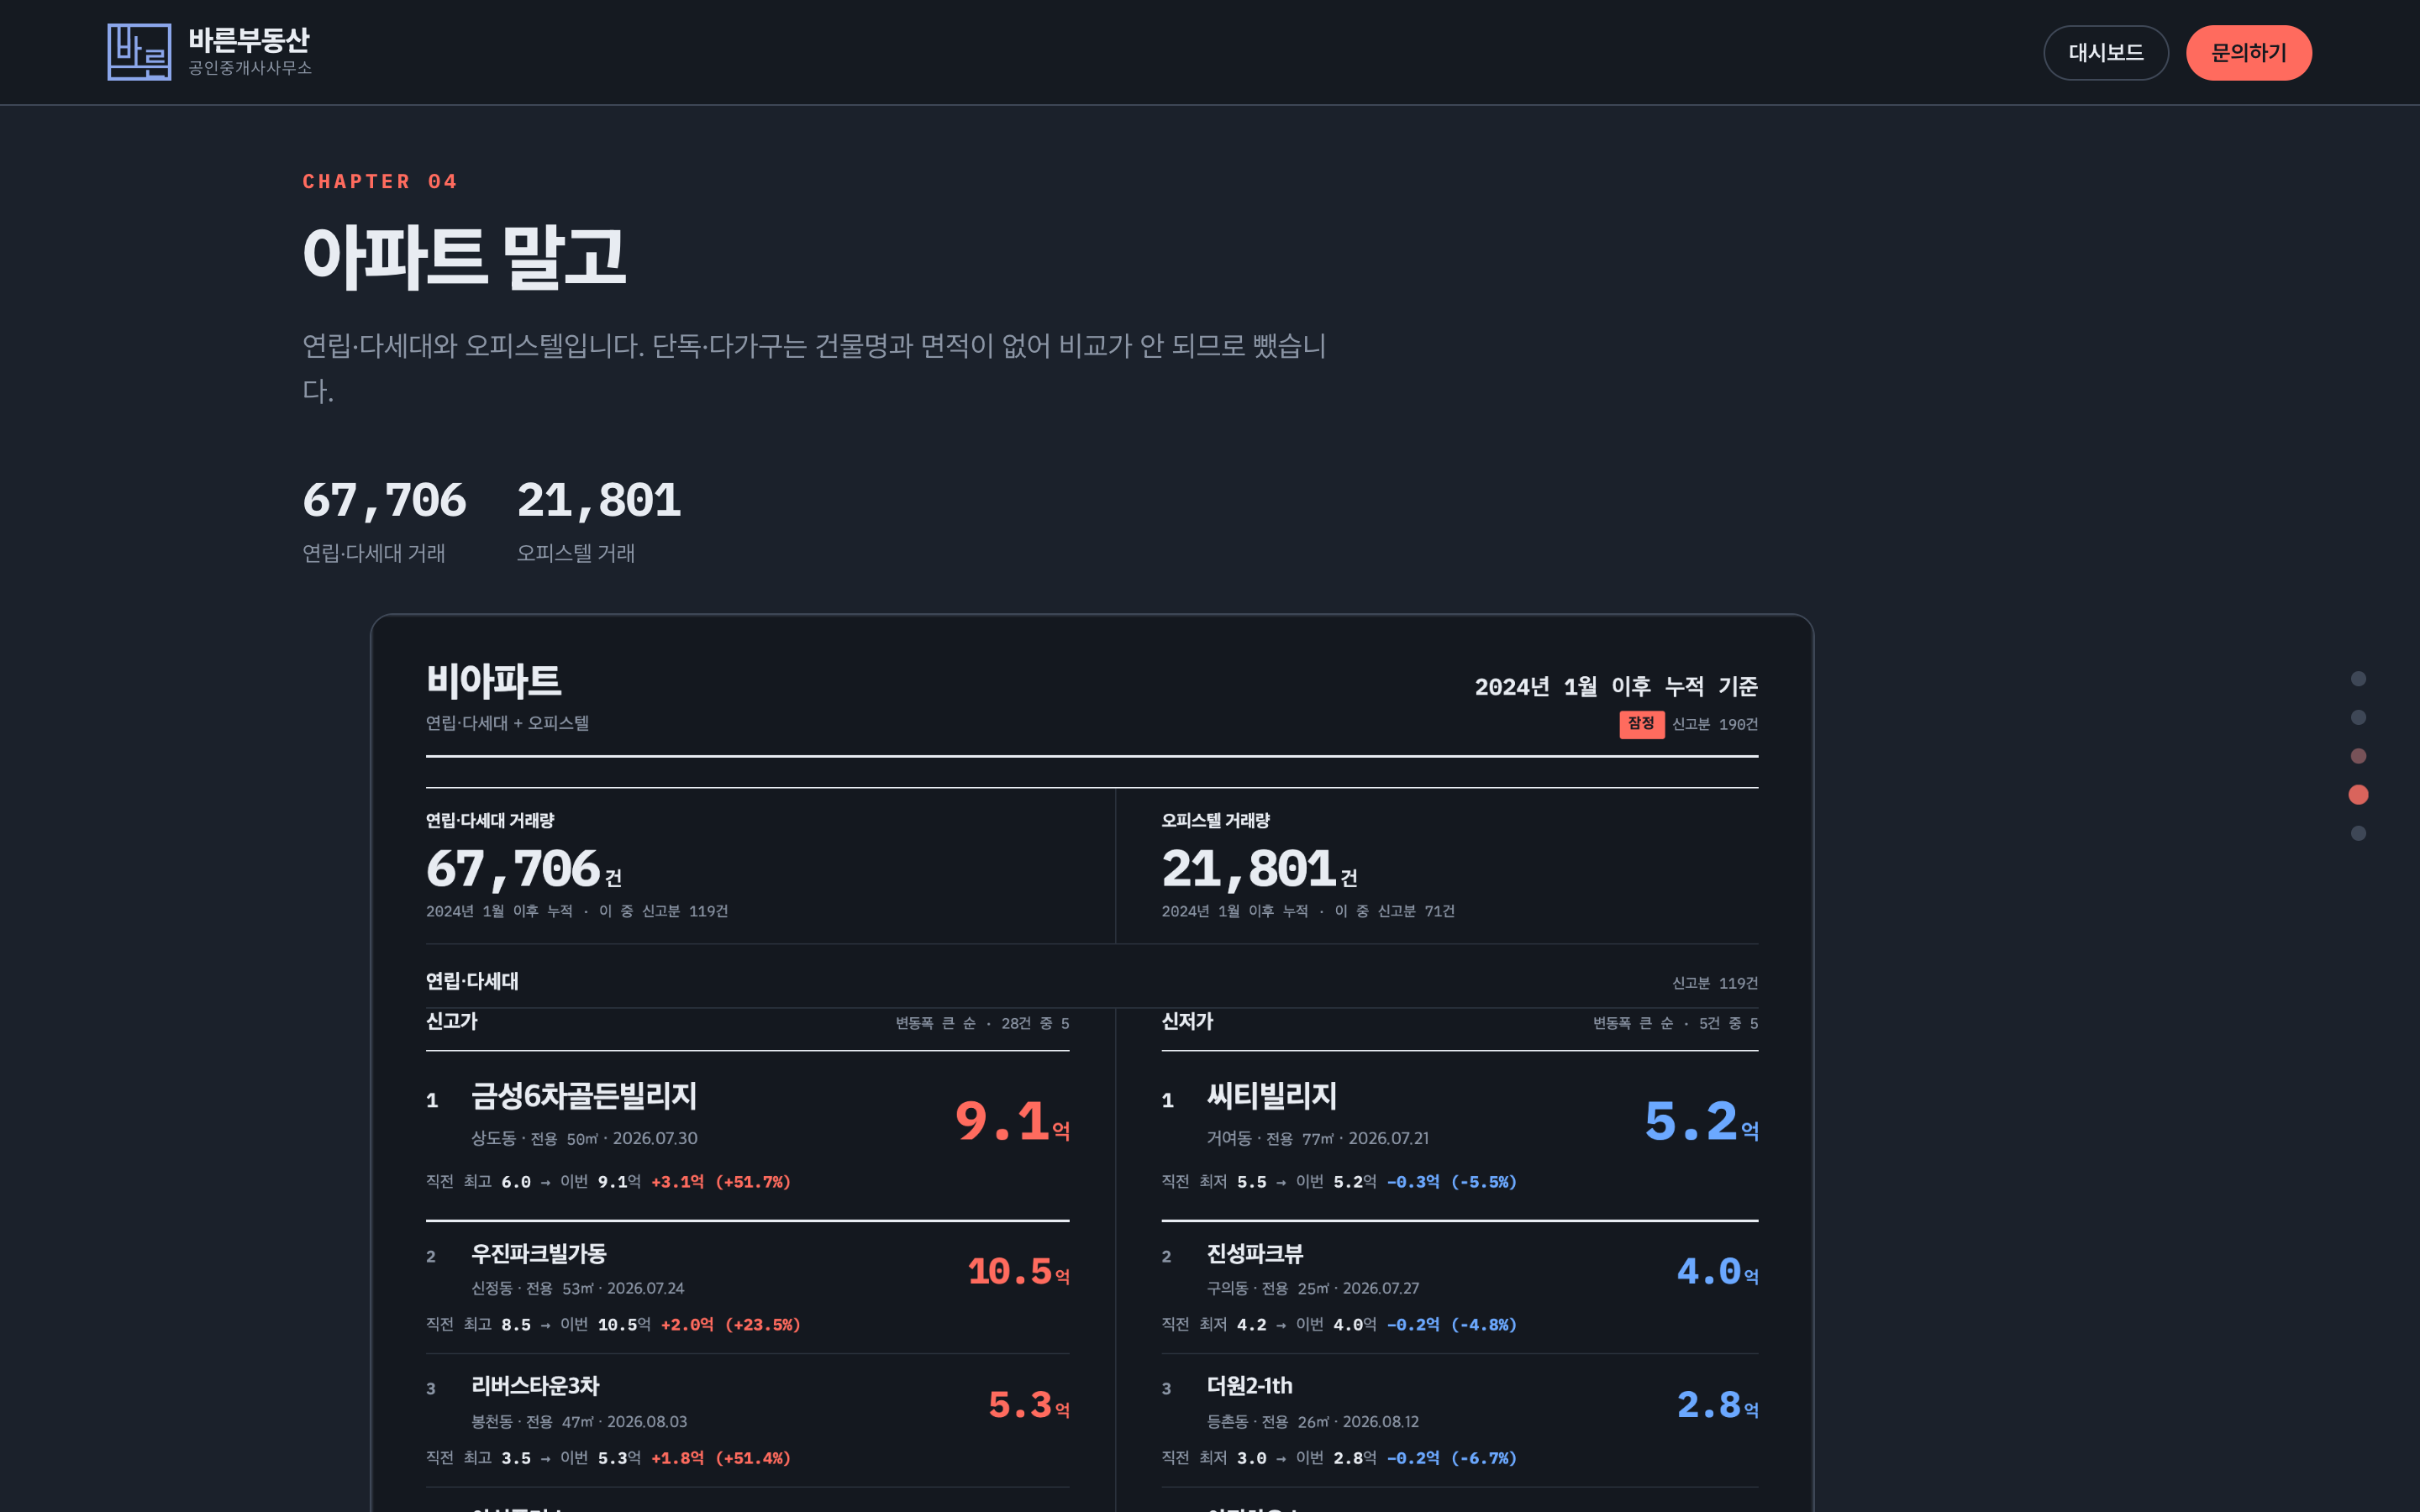 바른
바른부동산
공인중개사사무소
대시보드
문의하기
CHAPTER 04
아파트 말고
연립·다세대와 오피스텔입니다. 단독·다가구는 건물명과 면적이 없어 비교가 안 되므로 뺐습니
다.
67,706 21,801
연립·다세대 거래 오피스텔 거래
비아파트
2024년 1월 이후 누적 기준
연립·다세대 + 오피스텔
잠정 신고분 190건
연립·다세대 거래량
67,706건
2024년 1월 이후 누적 · 이 중 신고분 119건
오피스텔 거래량
21,801건
2024년 1월 이후 누적 · 이 중 신고분 71건
연립·다세대
신고분 119건
신고가
변동폭 큰 순 · 28건 중 5
1 금성6차골든빌리지
9.1억
상도동 · 전용 50㎡ · 2026.07.30
직전 최고 6.0 → 이번 9.1억 +3.1억 (+51.7%)
2 우진파크빌가동
10.5억
신정동 · 전용 53㎡ · 2026.07.24
직전 최고 8.5 → 이번 10.5억 +2.0억 (+23.5%)
3 리버스타운3차
5.3억
봉천동 · 전용 47㎡ · 2026.08.03
직전 최고 3.5 → 이번 5.3억 +1.8억 (+51.4%)
신저가
변동폭 큰 순 · 5건 중 5
1 씨티빌리지
5.2억
거여동 · 전용 77㎡ · 2026.07.21
직전 최저 5.5 → 이번 5.2억 −0.3억 (-5.5%)
2 진성파크뷰
4.0억
구의동 · 전용 25㎡ · 2026.07.27
직전 최저 4.2 → 이번 4.0억 −0.2억 (-4.8%)
3 더원2-1th
2.8억
등촌동 · 전용 26㎡ · 2026.08.12
직전 최저 3.0 → 이번 2.8억 −0.2억 (-6.7%)